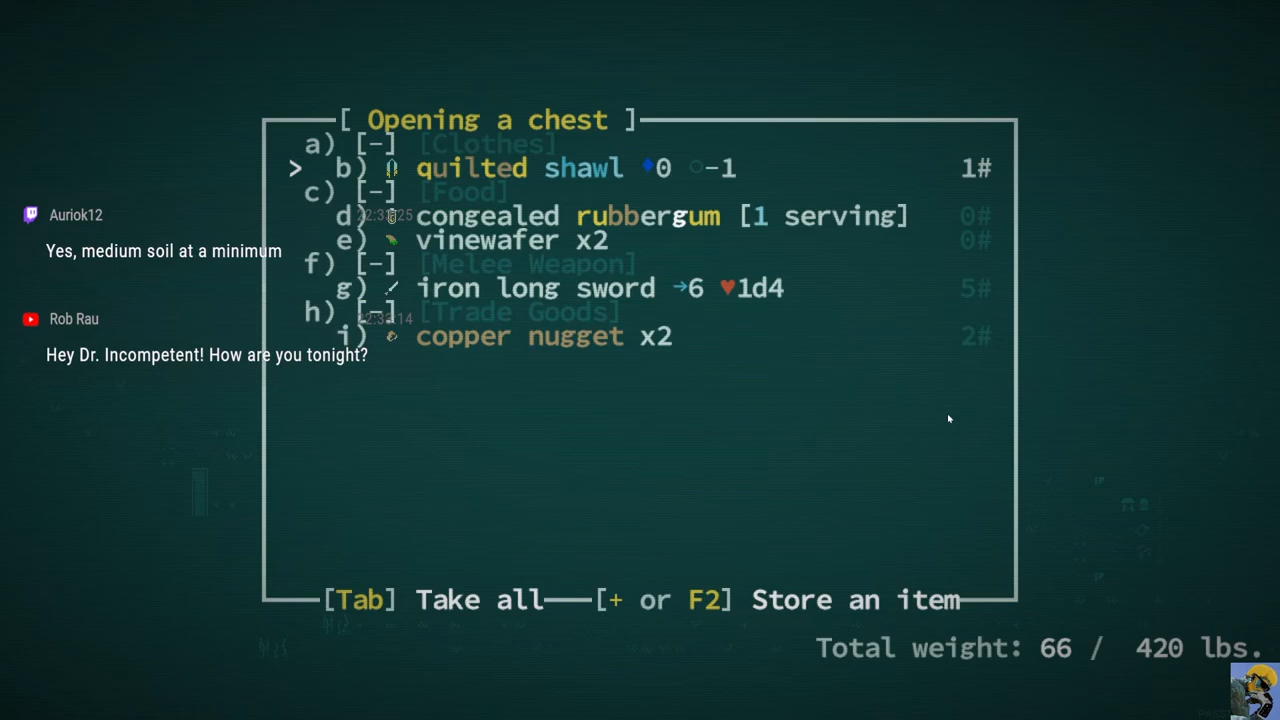 [ Opening a chest ]
a) [-] [Clothes]
> b) quilted shawl ♦0 ○-1 1#
c) [-] [Food]
Auriok12 22:31:25
d) congealed rubbergum [1 serving] 0#
e) vinewafer x2 0#
Yes, medium soil at a minimum
f) [-] [Melee Weapon]
g) iron long sword →6 ♥1d4 5#
h) [-] [Trade Goods]
Rob Rau
i) copper nugget x2 2#
Hey Dr. Incompetent! How are you tonight?
[Tab] Take all [+ or F2] Store an item
Total weight: 66 / 420 lbs.